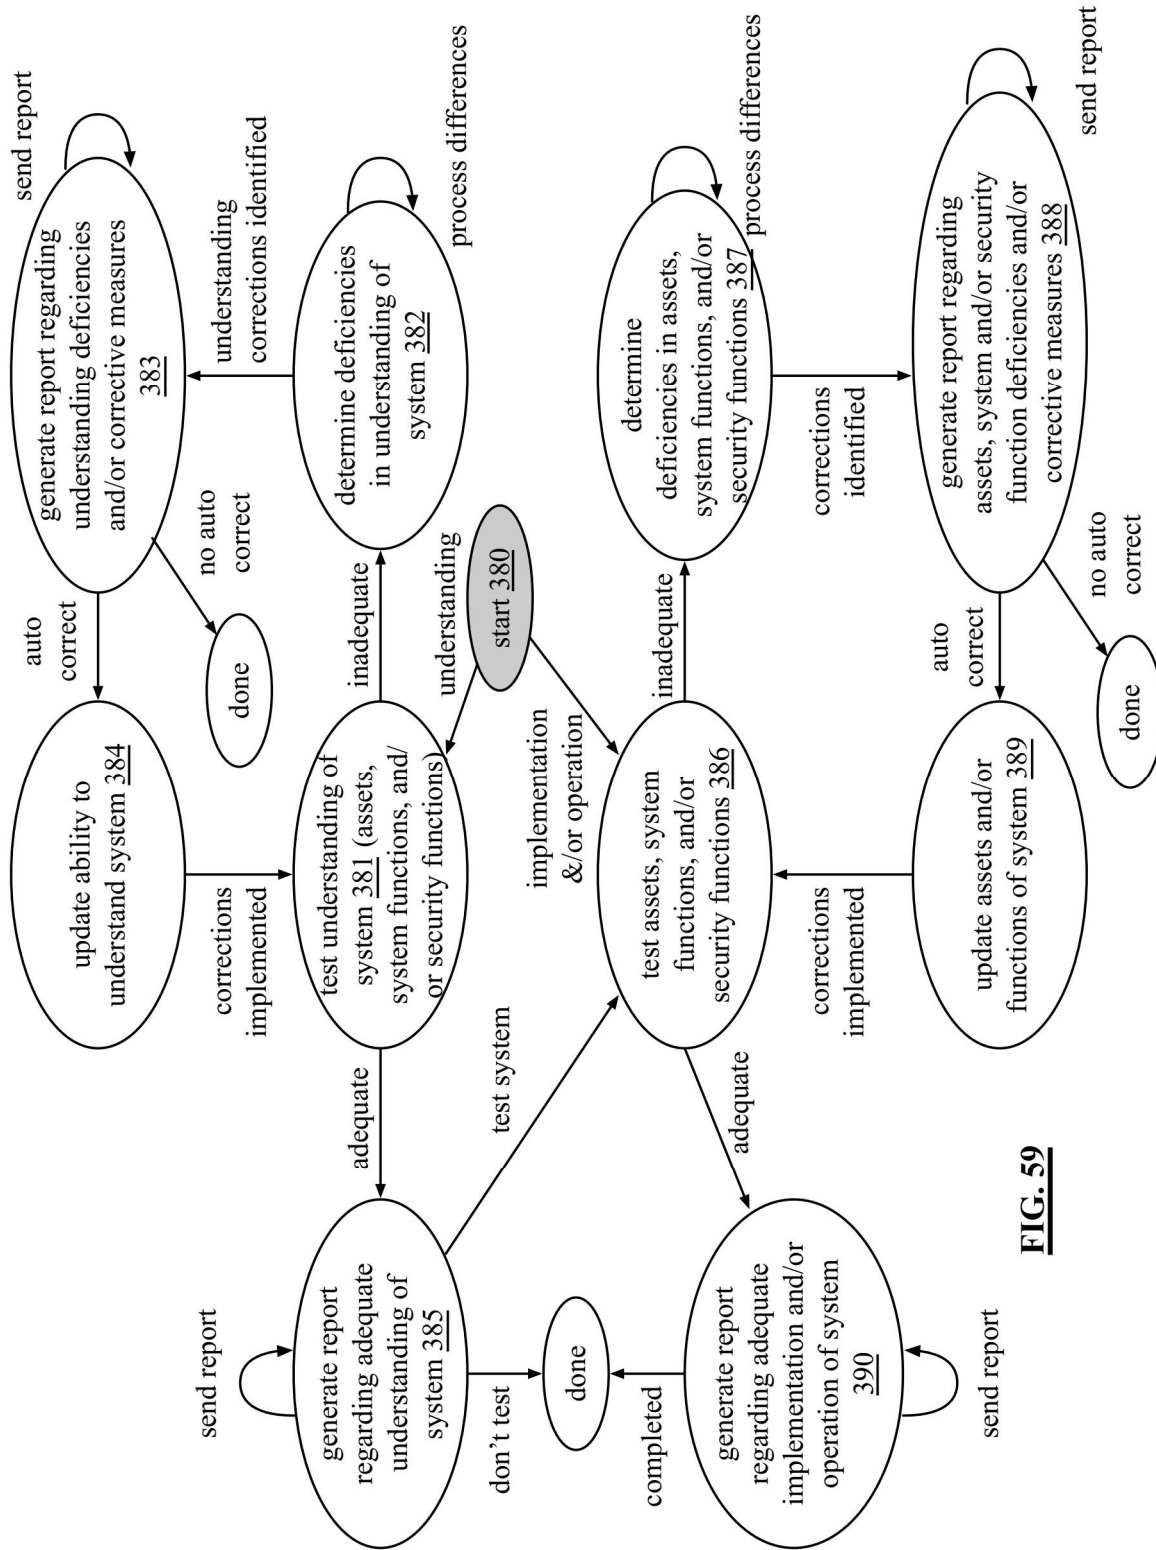 send report
generate report
regarding adequate
understanding of
system 385
don't test
done
completed
generate report
regarding adequate
implementation and/or
operation of system
390
send report
adequate
test system
adequate
update ability to
understand system 384
corrections
implemented
test understanding of
system 381 (assets,
system functions, and/
or security functions)
implementation
&/or operation
test assets, system
functions, and/or
security functions 386
corrections
implemented
update assets and/or
functions of system 389
auto
correct
done
no auto
correct
inadequate
understanding
start 380
inadequate
auto
correct
done
no auto
correct
send report
generate report regarding
understanding deficiencies
and/or corrective measures
383
understanding
corrections identified
determine deficiencies
in understanding of
system 382
process differences
determine
deficiencies in assets,
system functions, and/or
security functions 387
process differences
corrections
identified
generate report regarding
assets, system and/or security
function deficiencies and/or
corrective measures 388
send report
FIG. 59